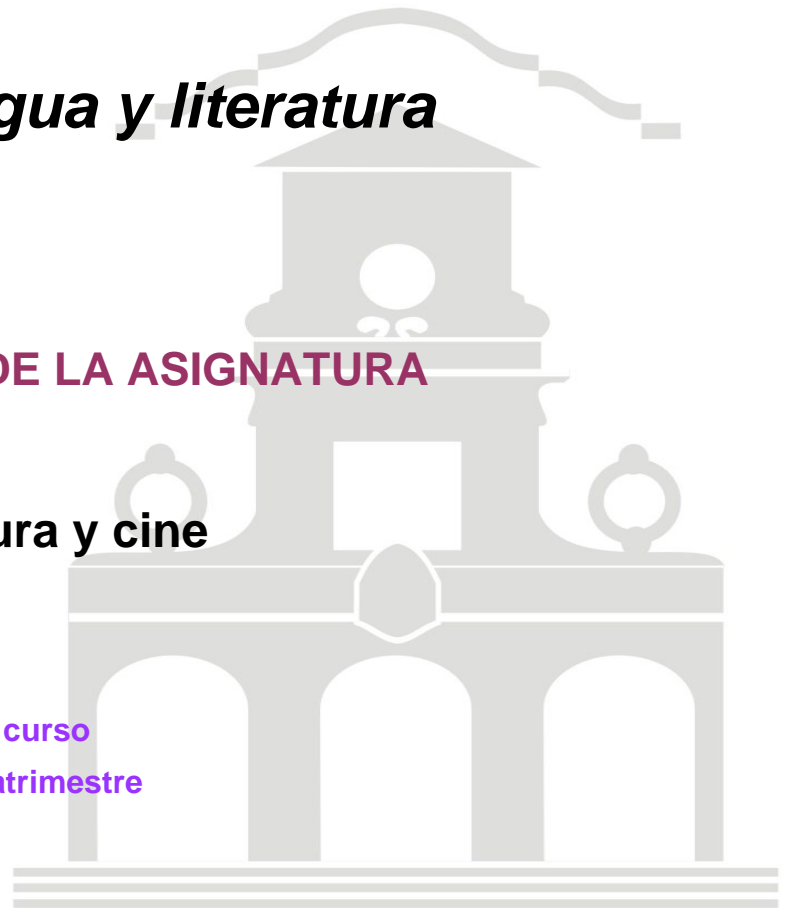 gua y literatura
DE LA ASIGNATURA
ura y cine
curso
atrimestre